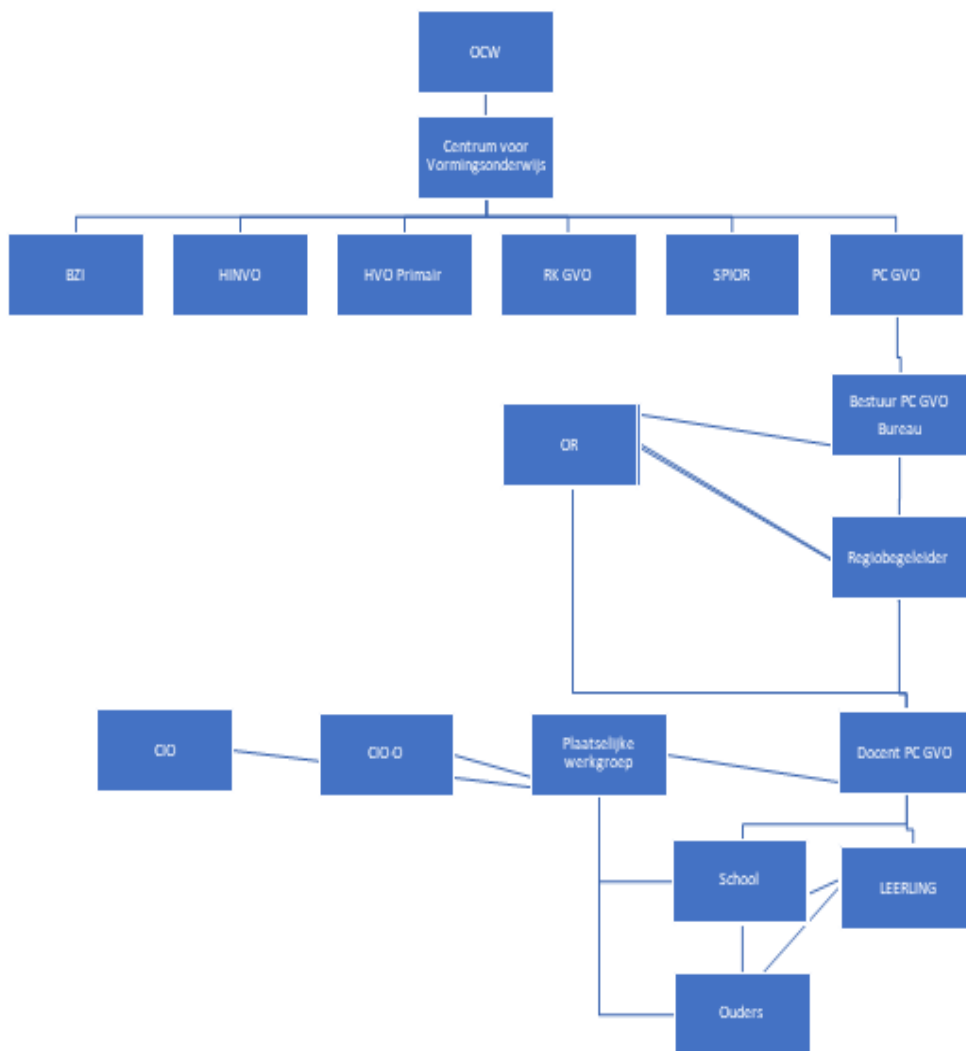 OCW
Centrum voor
Vormingsonderwijs
BZI
HINVO
HVO Primair
RK GVO
SPIOR
PC GVO
Bestuur PC GVO
Bureau
OR
Regiobegeleider
CIO
CIO O
Plaatselijke
werkgroep
Docent PC GVO
School
LEERLING
Ouders